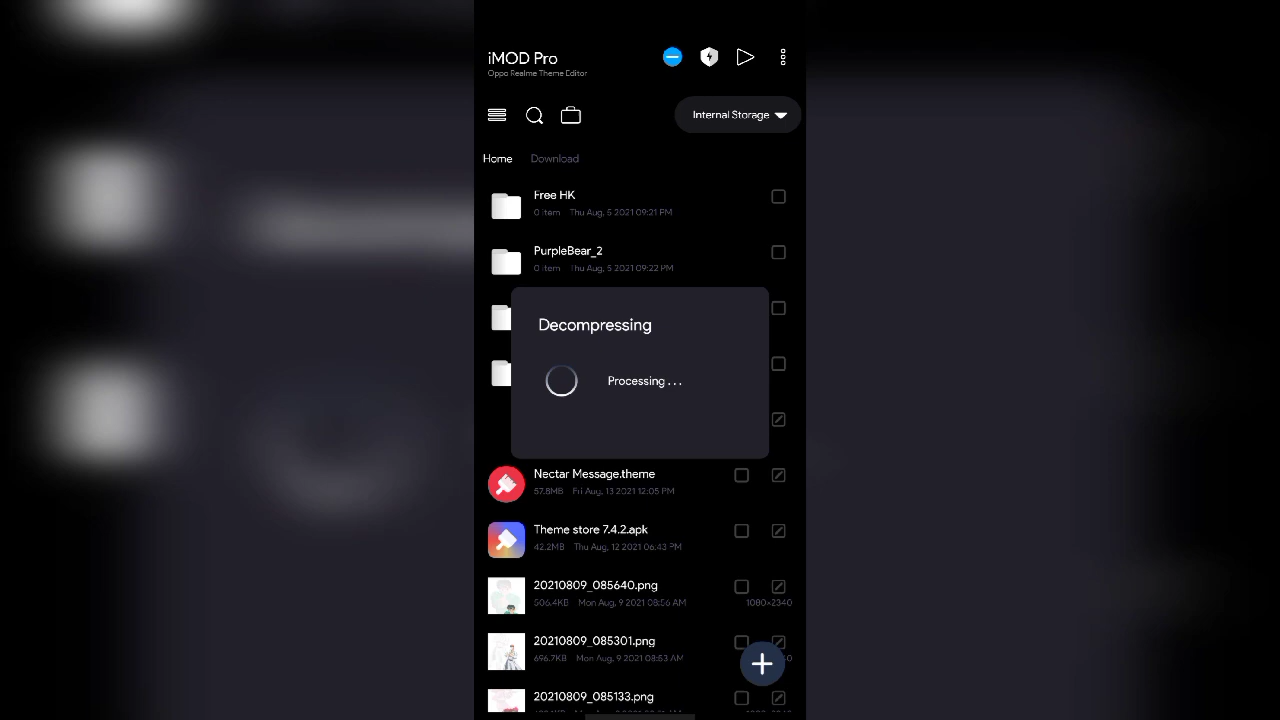 iMOD Pro
Oppo Realme Theme Editor
Internal Storage
Home Download
Free HK
0 Item Thu Aug, 5 2021 09:21 PM
PurpleBear_2
0 Item Thu Aug, 5 2021 09:22 PM
Decompressing
Processing . . .
Nectar Message.theme
57.8MB Fri Aug, 13 2021 12:05 PM
Theme store 7.4.2.apk
42.2MB Thu Aug, 12 2021 06:43 PM
20210809_085640.png
506.4KB Mon Aug, 9 2021 08:56 AM 1080×2340
20210809_085301.png
696.7KB Mon Aug, 9 2021 08:53 AM
20210809_085133.png